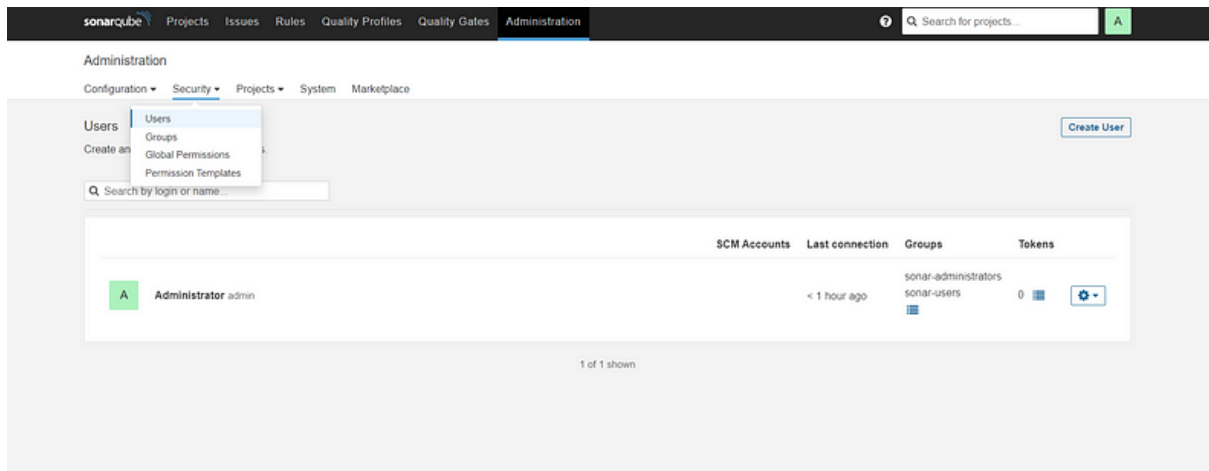 sonarqube Projects Issues Rules Quality Profiles Quality Gates Administration Search for projects... A
Administration
Configuration Security Projects System Marketplace
Users
Users
Create User
Groups
Create an s.
Global Permissions
Permission Templates
Search by login or name...
SCM Accounts Last connection Groups Tokens
sonar-administrators
A Administrator admin < 1 hour ago sonar-users 0
1 of 1 shown